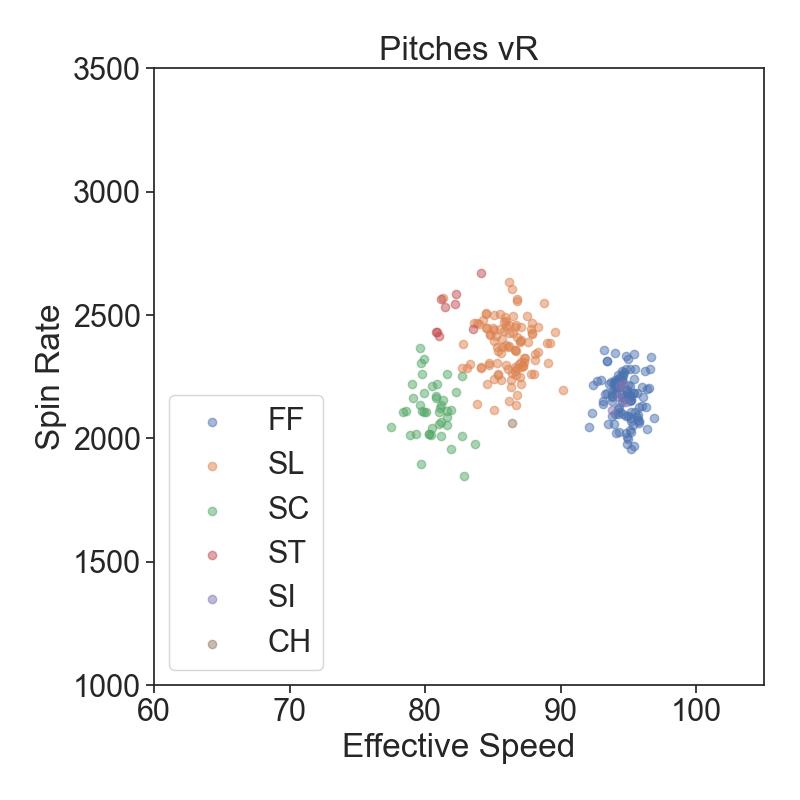 Pitches vR
3500
3000
2500
2000
1500
1000
Spin Rate
FF
SL
SC
ST
SI
CH
60 70 80 90 100
Effective Speed